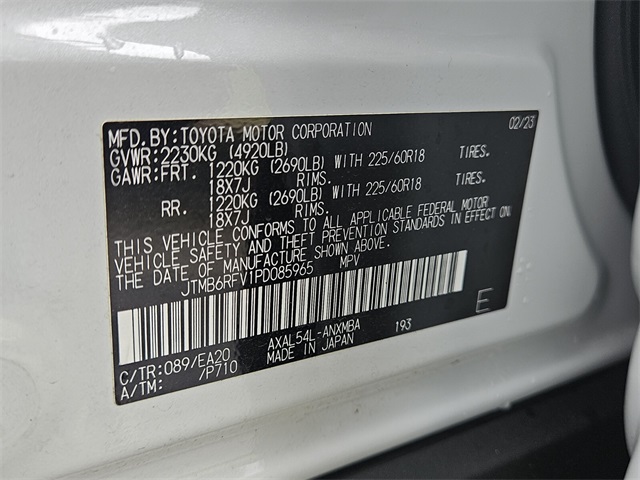 MFD.BY:TOYOTA MOTOR CORPORATION 02/23
GVWR:2230KG (4920LB)
GAWR:FRT. 1220KG (2690LB) WITH 225/60R18 TIRES.
18X7J RIMS.
RR. 1220KG (2690LB) WITH 225/60R18 TIRES.
18X7J RIMS.
THIS VEHICLE CONFORMS TO ALL APPLICABLE FEDERAL MOTOR
VEHICLE SAFETY AND THEFT PREVENTION STANDARDS IN EFFECT ON
THE DATE OF MANUFACTURE SHOWN ABOVE.
JTMB6RFV1PD085965 MPV
E
C/TR:089/EA20 AXAL54L-ANXMBA 193
A/TM: /P710 MADE IN JAPAN